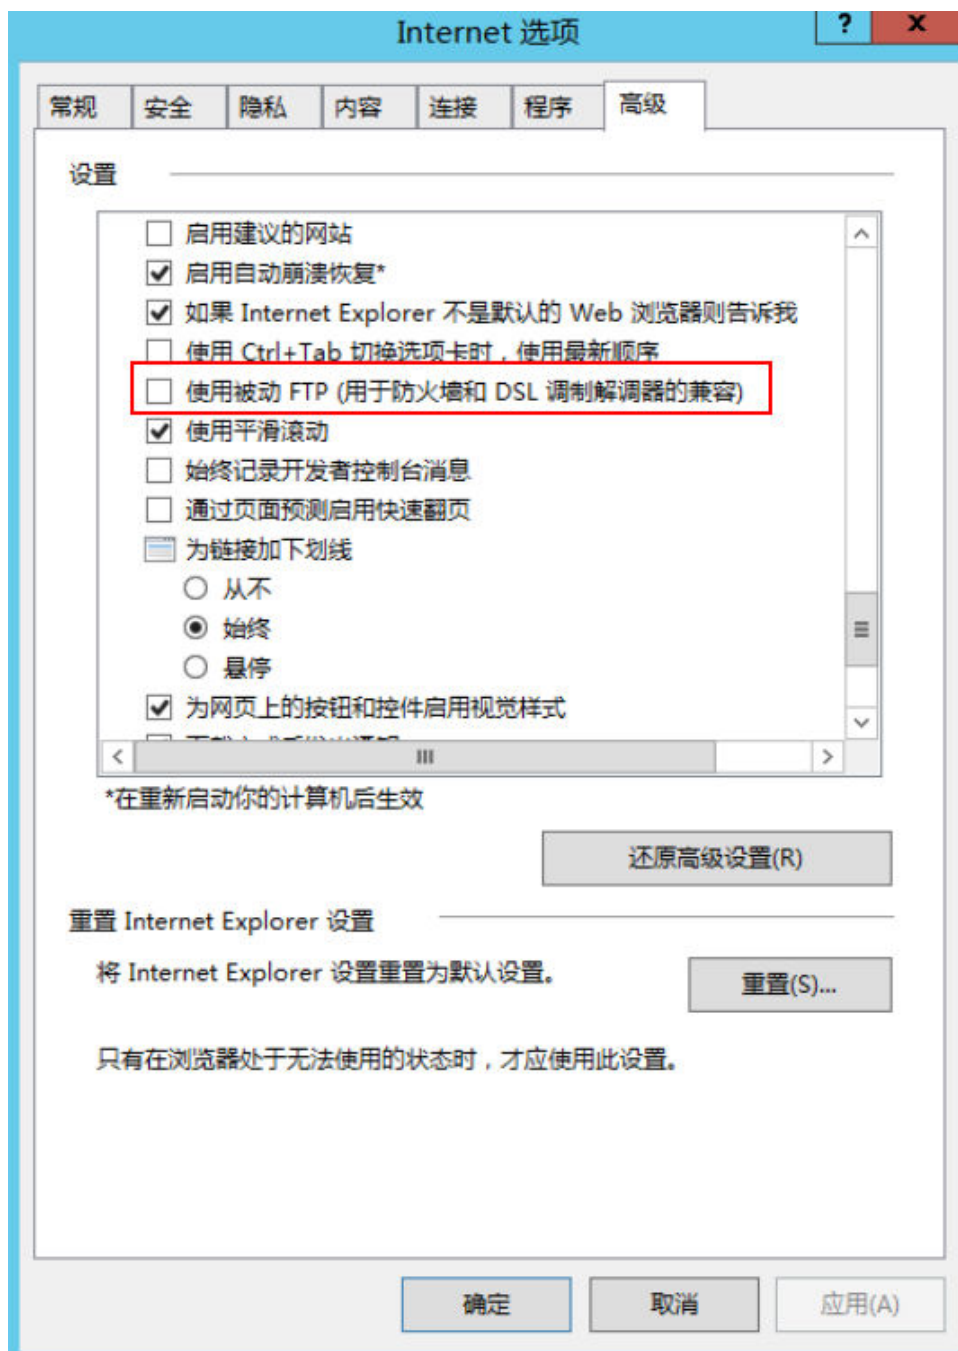 Internet 选项
?
x
常规
安全
隐私
内容
连接
程序
高级
设置
启用建议的网站
启用自动崩溃恢复*
如果 Internet Explorer 不是默认的 Web 浏览器则告诉我
使用 Ctrl+Tab 切换选项卡时，使用最新顺序
使用被动 FTP (用于防火墙和 DSL 调制解调器的兼容)
使用平滑滚动
始终记录开发者控制台消息
通过页面预测启用快速翻页
为链接加下划线
从不
始终
悬停
为网页上的按钮和控件启用视觉样式
*在重新启动你的计算机后生效
还原高级设置(R)
重置 Internet Explorer 设置
将 Internet Explorer 设置重置为默认设置。
重置(S)...
只有在浏览器处于无法使用的状态时，才应使用此设置。
确定
取消
应用(A)